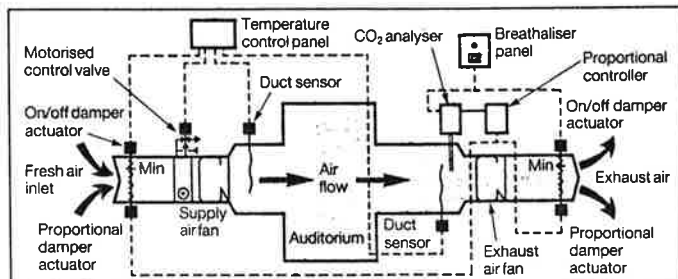 Temperature
control panel
Motorised
control valve
CO₂ analyser
Breathaliser
panel
Proportional
controller
Duct sensor
On/off damper
actuator
On/off damper
actuator
Fresh air
inlet
Min
Air
flow
Min
Exhaust air
Supply
air fan
Proportional
damper
actuator
Auditorium
Duct
sensor
Exhaust
air fan
Proportional
damper
actuator